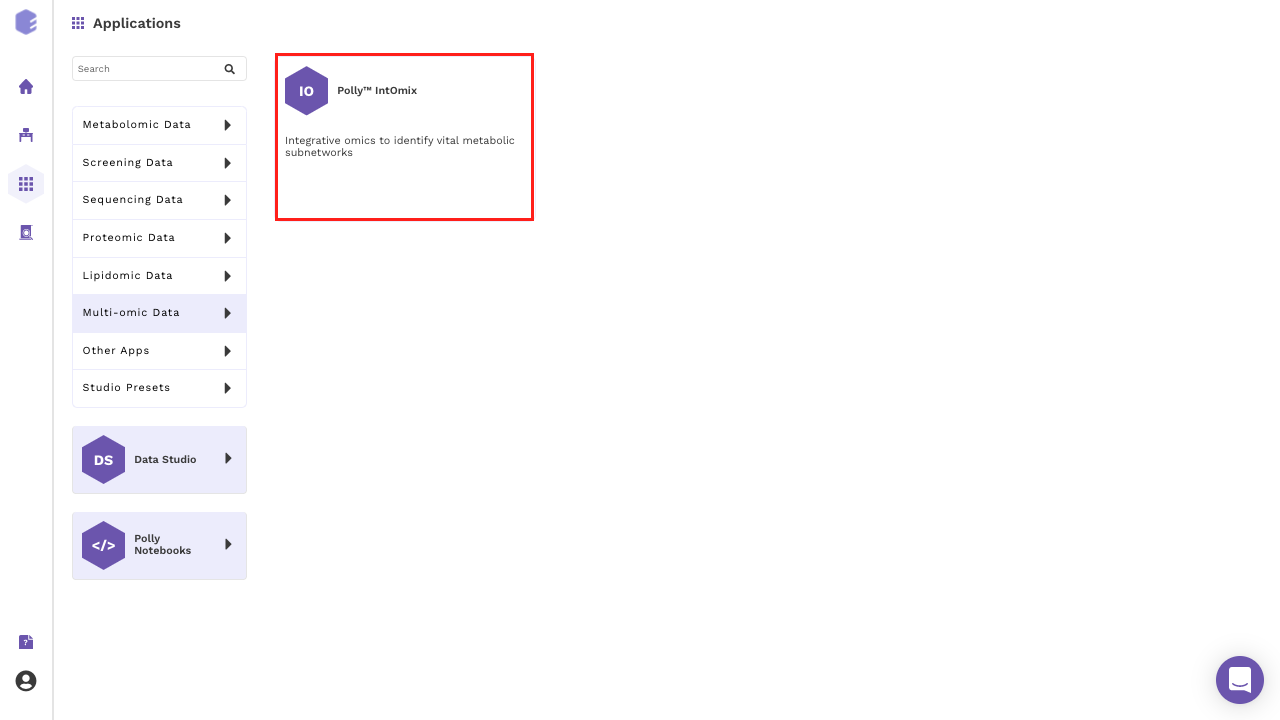 Applications
Search
Metabolomic Data
Screening Data
Sequencing Data
Proteomic Data
Lipidomic Data
Multi-omic Data
Other Apps
Studio Presets
DS
Data Studio
</>
Polly
Notebooks
IO
Polly™ IntOmix
Integrative omics to identify vital metabolic
subnetworks
?